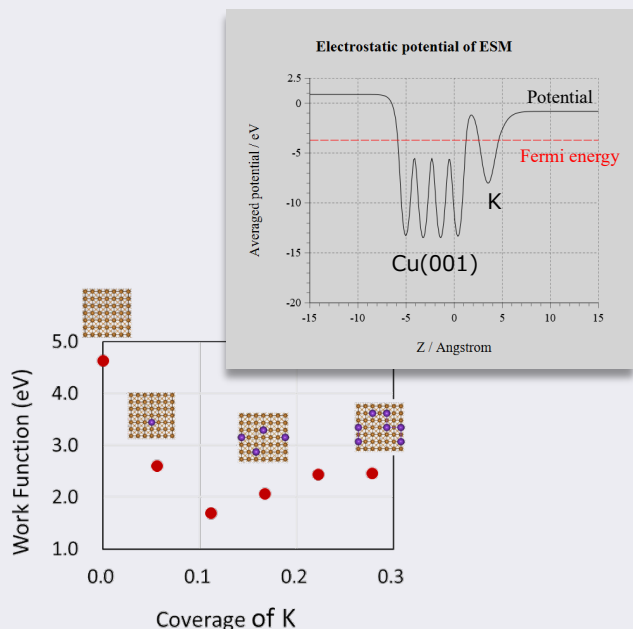 Electrostatic potential of ESM
Averaged potential / eV
2.5
0
-5
-10
-15
-20
Potential
Fermi energy
K
Cu(001)
-15 -10 -5 0 5 10 15
Z / Angstrom
Work Function (eV)
5.0
4.0
3.0
2.0
1.0
0.0 0.1 0.2 0.3
Coverage of K